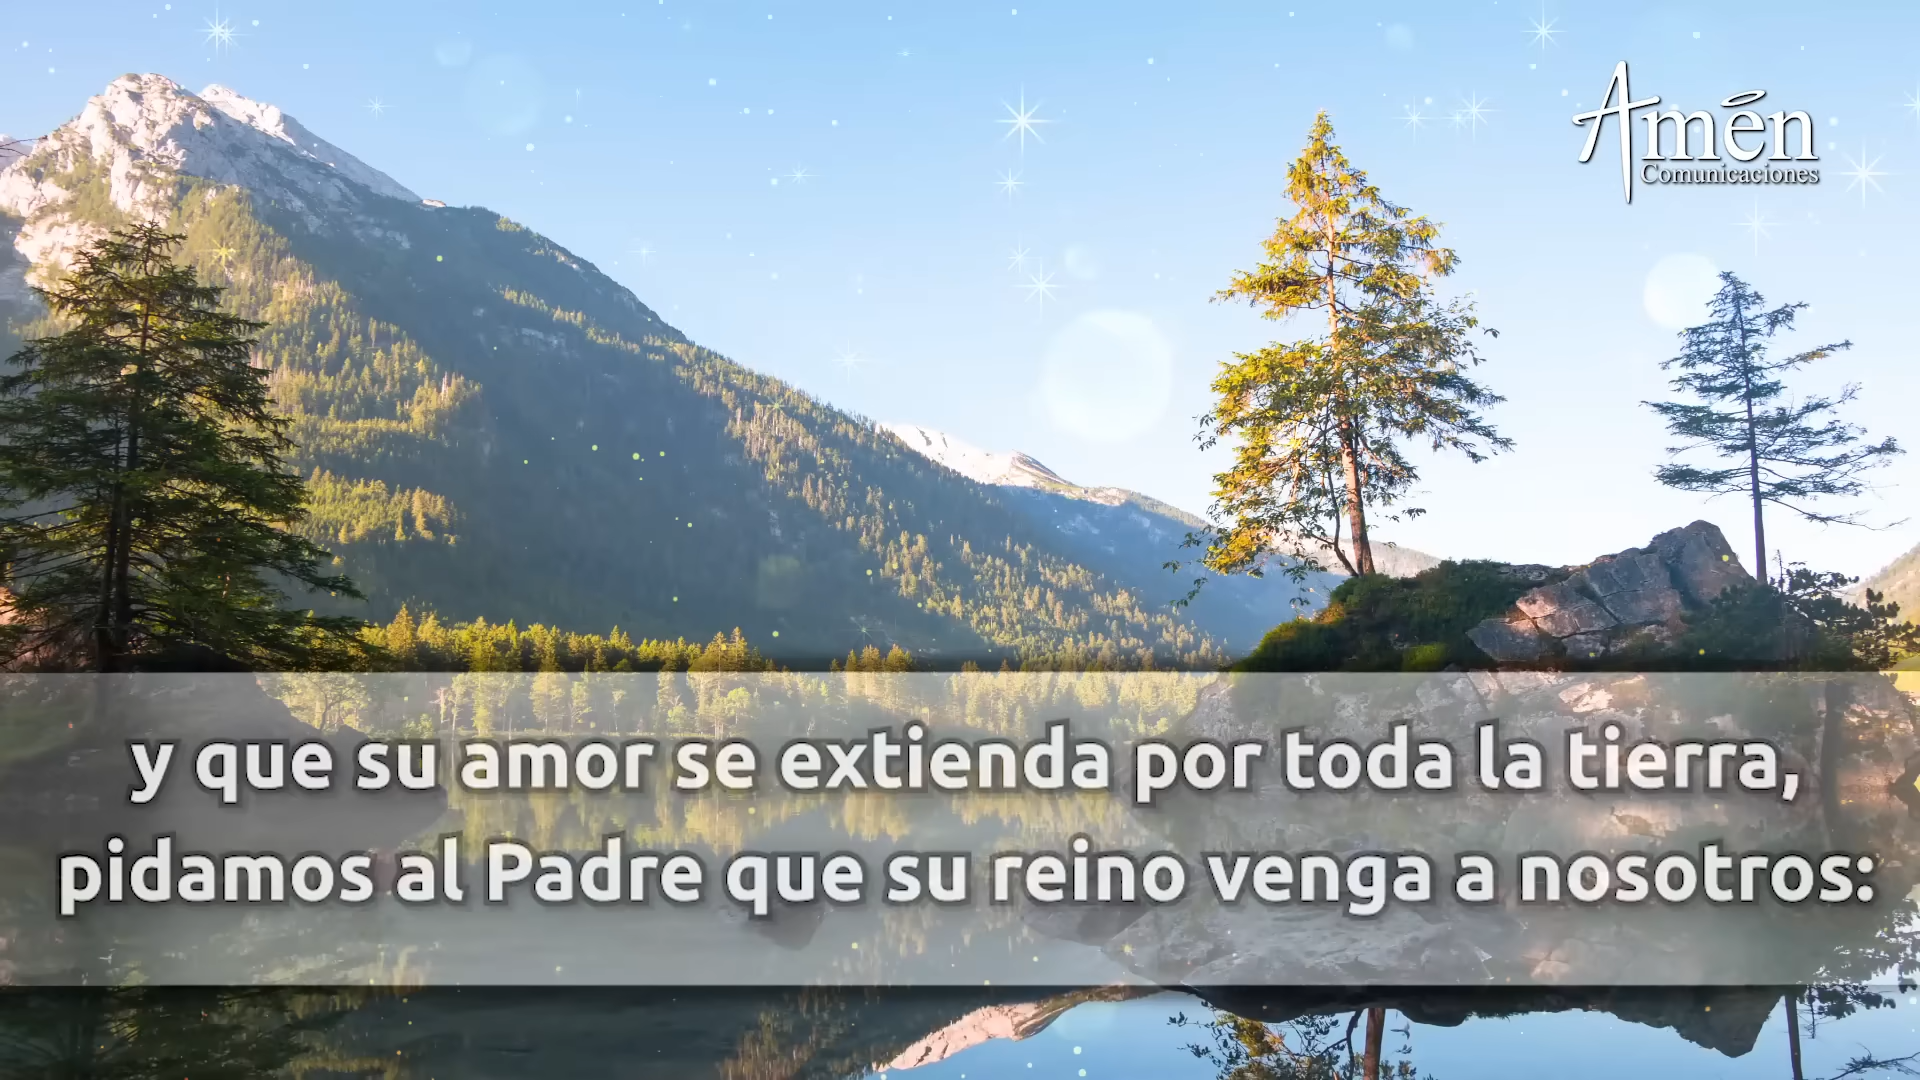 Amén
Comunicaciones
y que su amor se extienda por toda la tierra,
pidamos al Padre que su reino venga a nosotros: